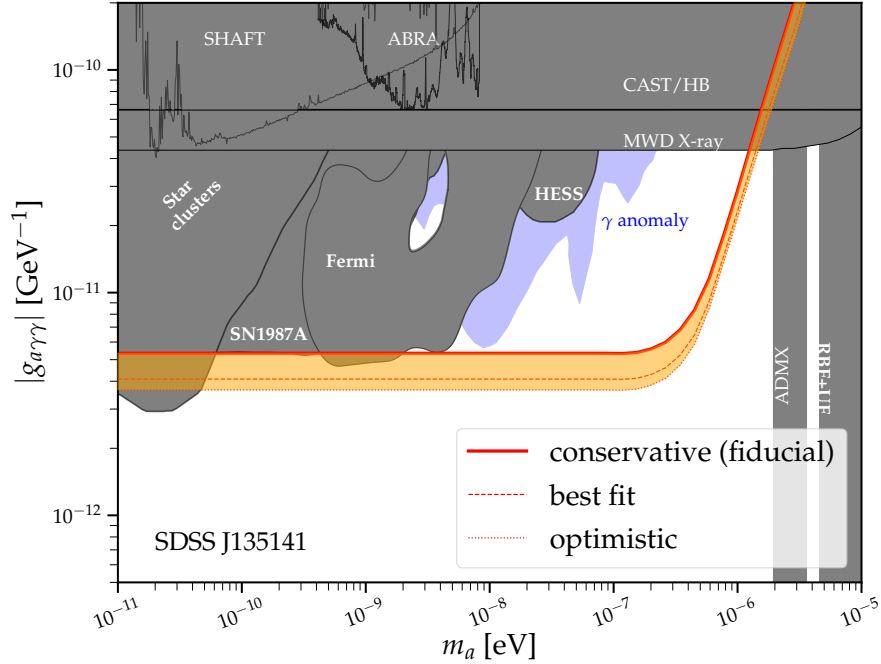 SHAFT
ABRA
CAST/HB
MWD X-ray
Star
clusters
HESS
γ anomaly
Fermi
SN1987A
ADMX
RBF+UF
conservative (fiducial)
best fit
optimistic
SDSS J135141
|g_{aγγ}| [GeV^{-1}]
10^{-10}
10^{-11}
10^{-12}
10^{-11}
10^{-10}
10^{-9}
10^{-8}
10^{-7}
10^{-6}
10^{-5}
m_a [eV]